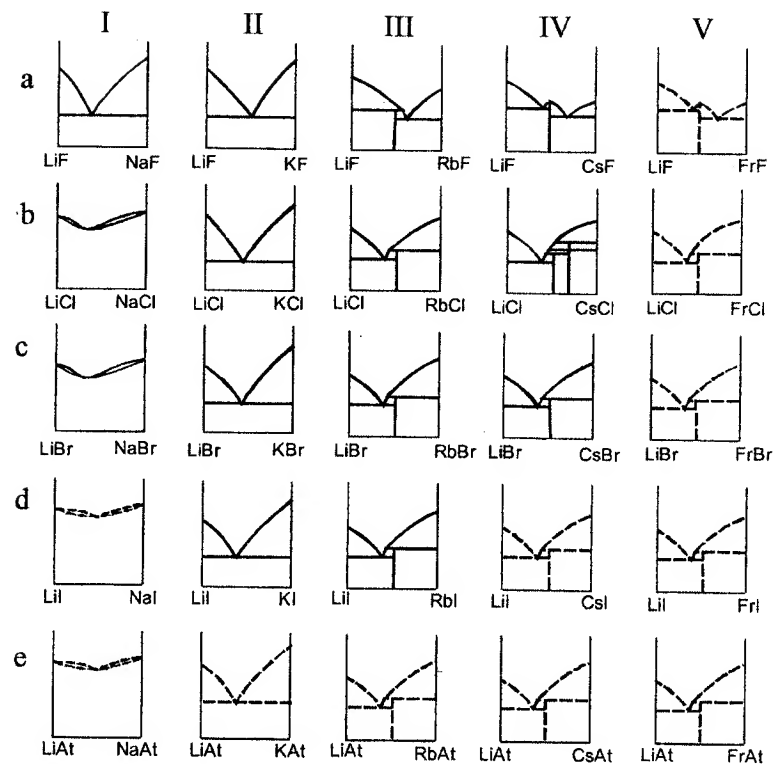 I II III IV V
a
LiF NaF LiF KF LiF RbF LiF CsF LiF FrF
b
LiCl NaCl LiCl KCl LiCl RbCl LiCl CsCl LiCl FrCl
c
LiBr NaBr LiBr KBr LiBr RbBr LiBr CsBr LiBr FrBr
d
LiI NaI LiI KI LiI RbI LiI CsI LiI FrI
e
LiAt NaAt LiAt KAt LiAt RbAt LiAt CsAt LiAt FrAt